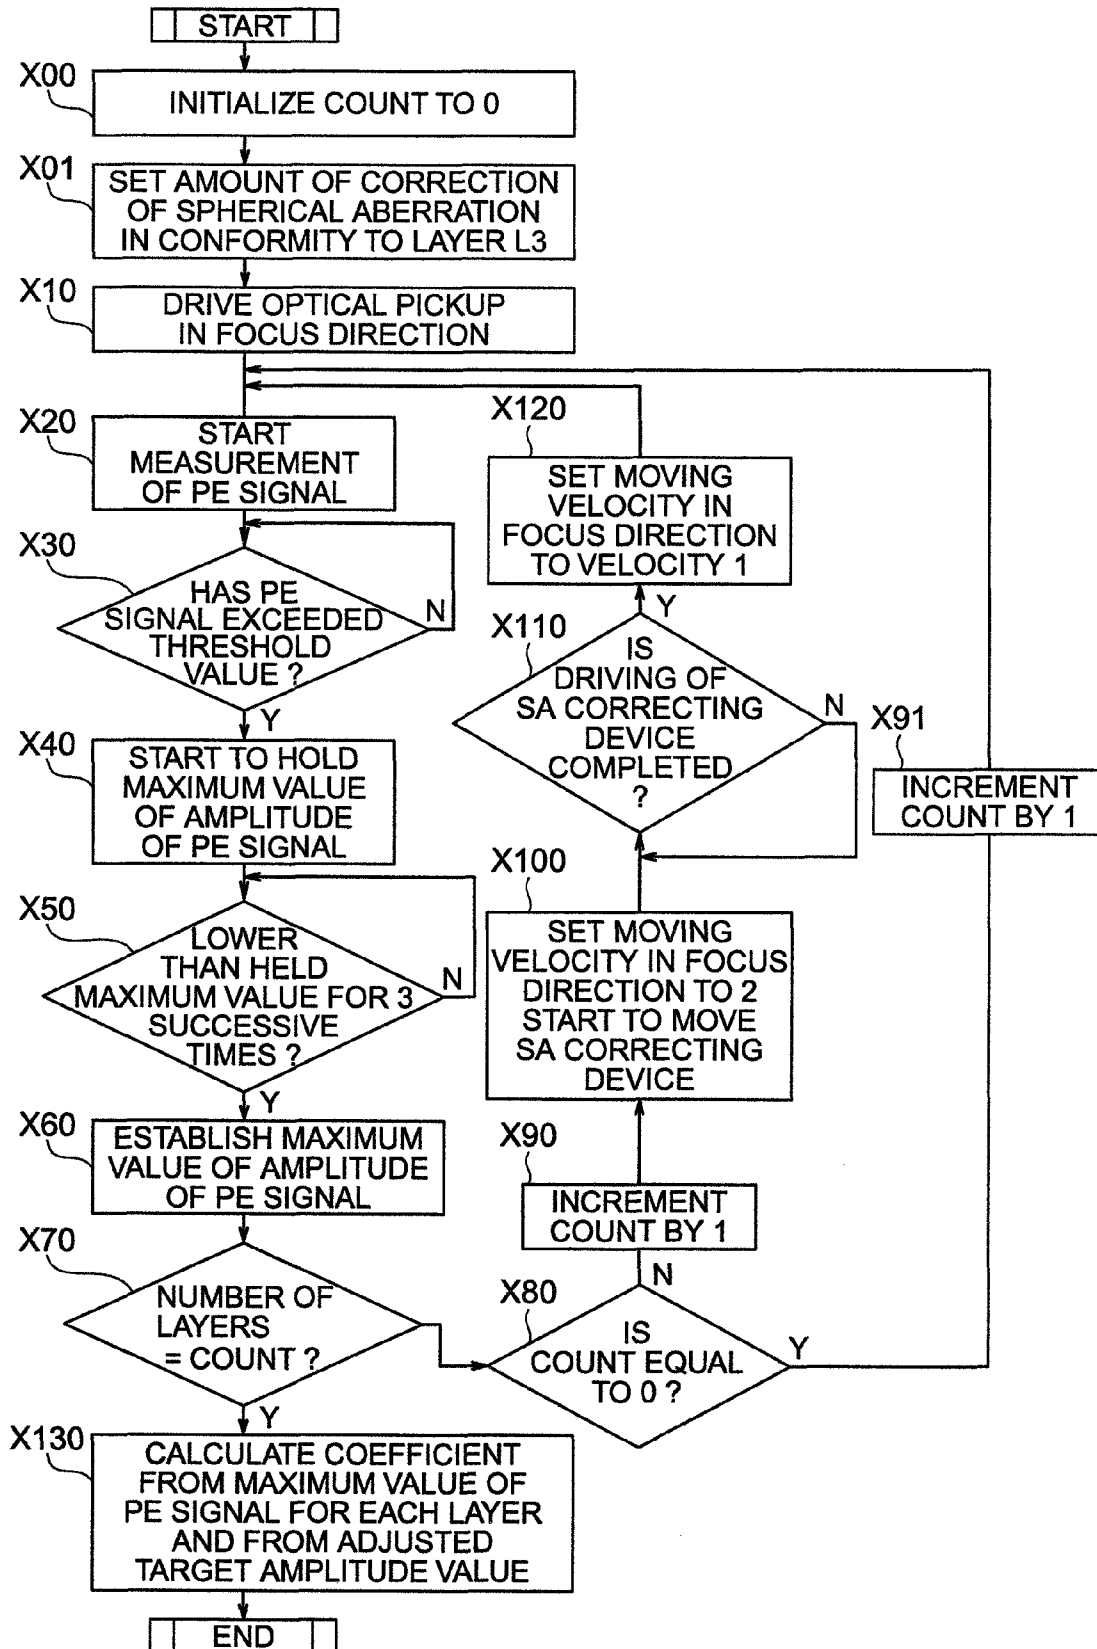 START
X00
INITIALIZE COUNT TO 0
X01
SET AMOUNT OF CORRECTION
OF SPHERICAL ABERRATION
IN CONFORMITY TO LAYER L3
X10
DRIVE OPTICAL PICKUP
IN FOCUS DIRECTION
X20
START
MEASUREMENT
OF PE SIGNAL
X30
HAS PE
SIGNAL EXCEEDED
THRESHOLD
VALUE ?
N
Y
X40
START TO HOLD
MAXIMUM VALUE
OF AMPLITUDE
OF PE SIGNAL
X50
LOWER
THAN HELD
MAXIMUM VALUE FOR 3
SUCCESSIVE
TIMES ?
N
Y
X60
ESTABLISH MAXIMUM
VALUE OF AMPLITUDE
OF PE SIGNAL
X70
NUMBER OF
LAYERS
= COUNT ?
Y
X80
IS
COUNT EQUAL
TO 0 ?
N
Y
X90
INCREMENT
COUNT BY 1
X91
INCREMENT
COUNT BY 1
X100
SET MOVING
VELOCITY IN FOCUS
DIRECTION TO 2
START TO MOVE
SA CORRECTING
DEVICE
X110
IS
DRIVING OF
SA CORRECTING
DEVICE
COMPLETED
?
N
Y
X120
SET MOVING
VELOCITY IN
FOCUS DIRECTION
TO VELOCITY 1
X130
CALCULATE COEFFICIENT
FROM MAXIMUM VALUE OF
PE SIGNAL FOR EACH LAYER
AND FROM ADJUSTED
TARGET AMPLITUDE VALUE
END